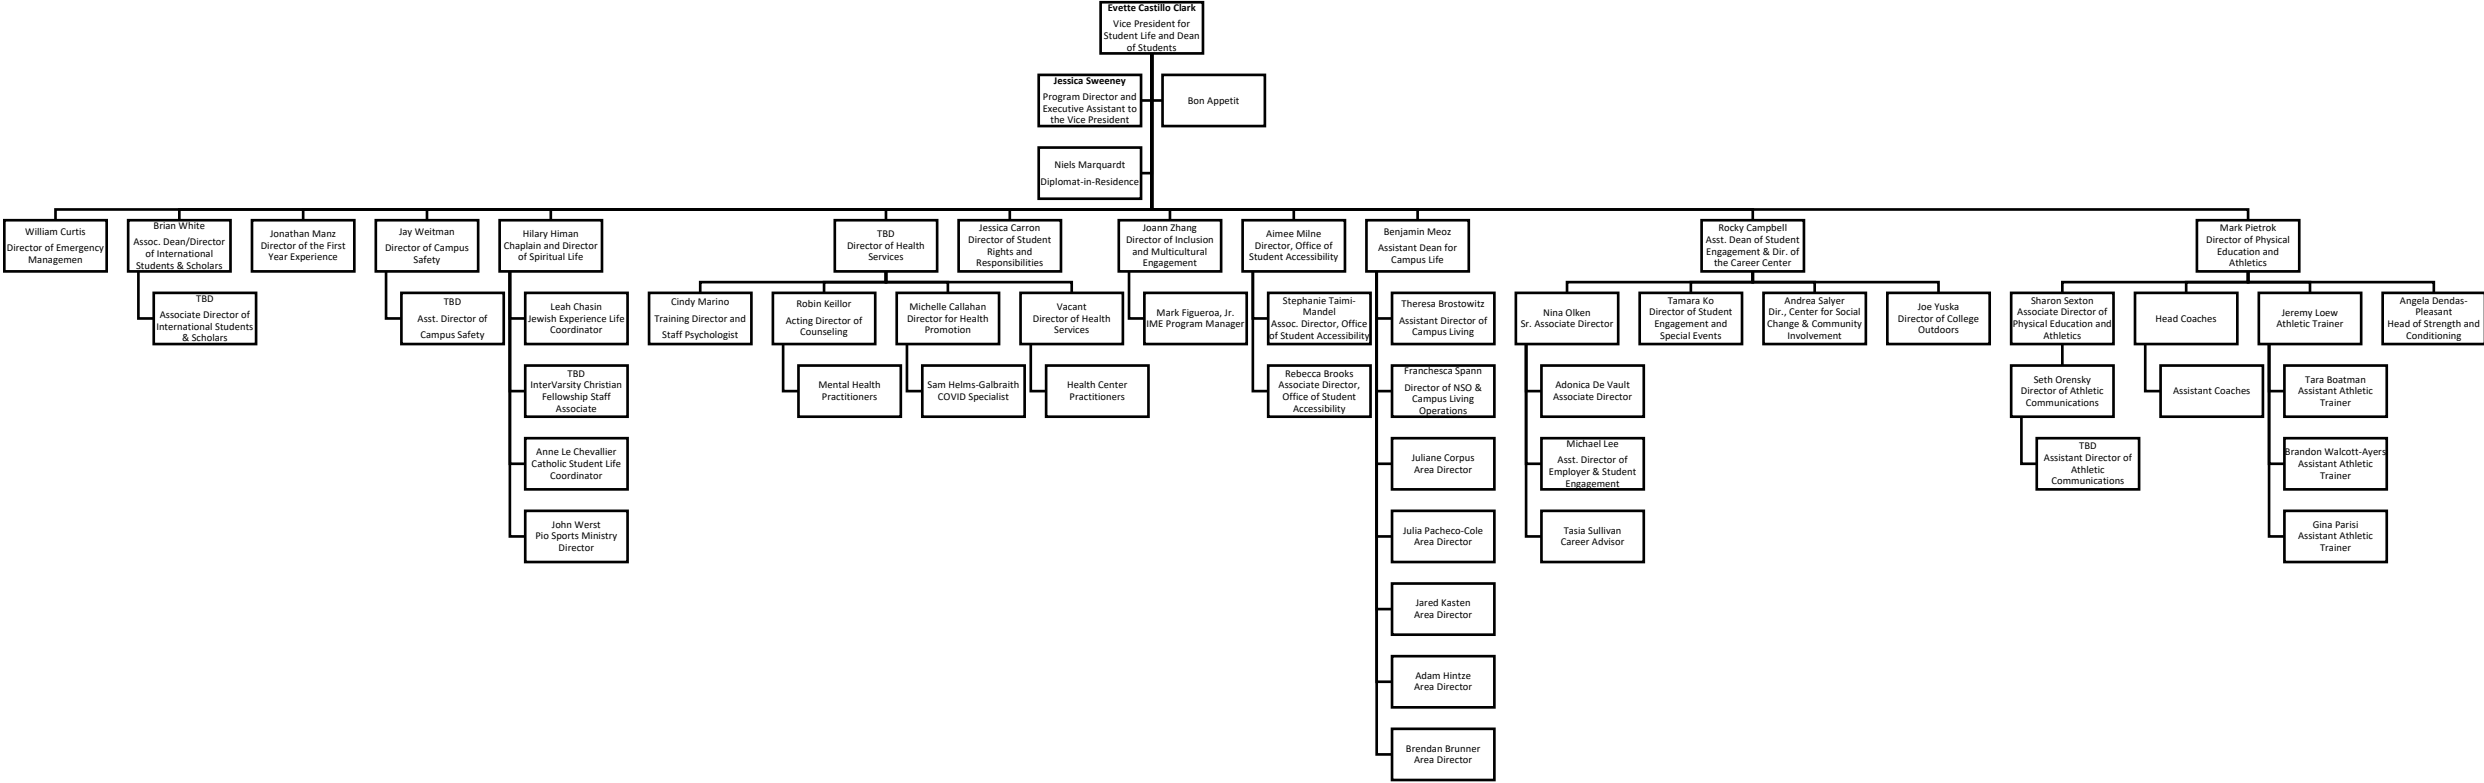 Evette Castillo Clark
Vice President for
Student Life and Dean
of Students
Jessica Sweeney
Program Director and
Executive Assistant to
the Vice President
Bon Appetit
Niels Marquardt
Diplomat-in-Residence
William Curtis
Director of Emergency
Managemen
Brian White
Assoc. Dean/Director
of International
Students & Scholars
TBD
Associate Director of
International Students
& Scholars
Jonathan Manz
Director of the First
Year Experience
Jay Weitman
Director of Campus
Safety
TBD
Asst. Director of
Campus Safety
Hilary Himan
Chaplain and Director
of Spiritual Life
Leah Chasin
Jewish Experience Life
Coordinator
TBD
InterVarsity Christian
Fellowship Staff
Associate
Anne Le Chevallier
Catholic Student Life
Coordinator
John Werst
Pio Sports Ministry
Director
TBD
Director of Health
Services
Cindy Marino
Training Director and
Staff Psychologist
Robin Keillor
Acting Director of
Counseling
Mental Health
Practitioners
Michelle Callahan
Director for Health
Promotion
Sam Helms-Galbraith
COVID Specialist
Vacant
Director of Health
Services
Health Center
Practitioners
Jessica Carron
Director of Student
Rights and
Responsibilities
Joann Zhang
Director of Inclusion
and Multicultural
Engagement
Mark Figueroa, Jr.
IME Program Manager
Aimee Milne
Director, Office of
Student Accessibility
Stephanie Taimi-
Mandel
Assoc. Director, Office
of Student Accessibility
Rebecca Brooks
Associate Director,
Office of Student
Accessibility
Benjamin Meoz
Assistant Dean for
Campus Life
Theresa Brostowitz
Assistant Director of
Campus Living
Franchesca Spann
Director of NSO &
Campus Living
Operations
Juliane Corpus
Area Director
Julia Pacheco-Cole
Area Director
Jared Kasten
Area Director
Adam Hintze
Area Director
Brendan Brunner
Area Director
Rocky Campbell
Asst. Dean of Student
Engagement & Dir. of
the Career Center
Nina Olken
Sr. Associate Director
Adonica De Vault
Associate Director
Michael Lee
Asst. Director of
Employer & Student
Engagement
Tasia Sullivan
Career Advisor
Tamara Ko
Director of Student
Engagement and
Special Events
Andrea Salyer
Dir., Center for Social
Change & Community
Involvement
Joe Yuska
Director of College
Outdoors
Mark Pietrok
Director of Physical
Education and
Athletics
Sharon Sexton
Associate Director of
Physical Education and
Athletics
Seth Orensky
Director of Athletic
Communications
TBD
Assistant Director of
Athletic
Communications
Head Coaches
Assistant Coaches
Jeremy Loew
Athletic Trainer
Tara Boatman
Assistant Athletic
Trainer
Brandon Walcott-Ayers
Assistant Athletic
Trainer
Gina Parisi
Assistant Athletic
Trainer
Angela Dendas-
Pleasant
Head of Strength and
Conditioning